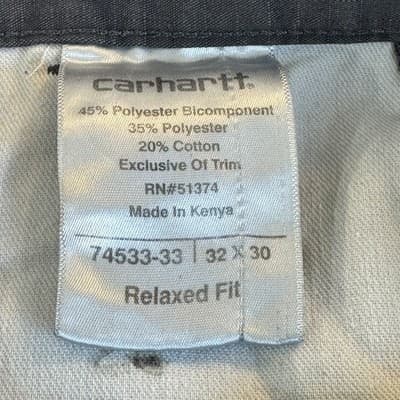 carhartt®
45% Polyester Bicomponent
35% Polyester
20% Cotton
Exclusive Of Trim
RN#51374
Made In Kenya
74533-33 | 32 X 30
Relaxed Fit